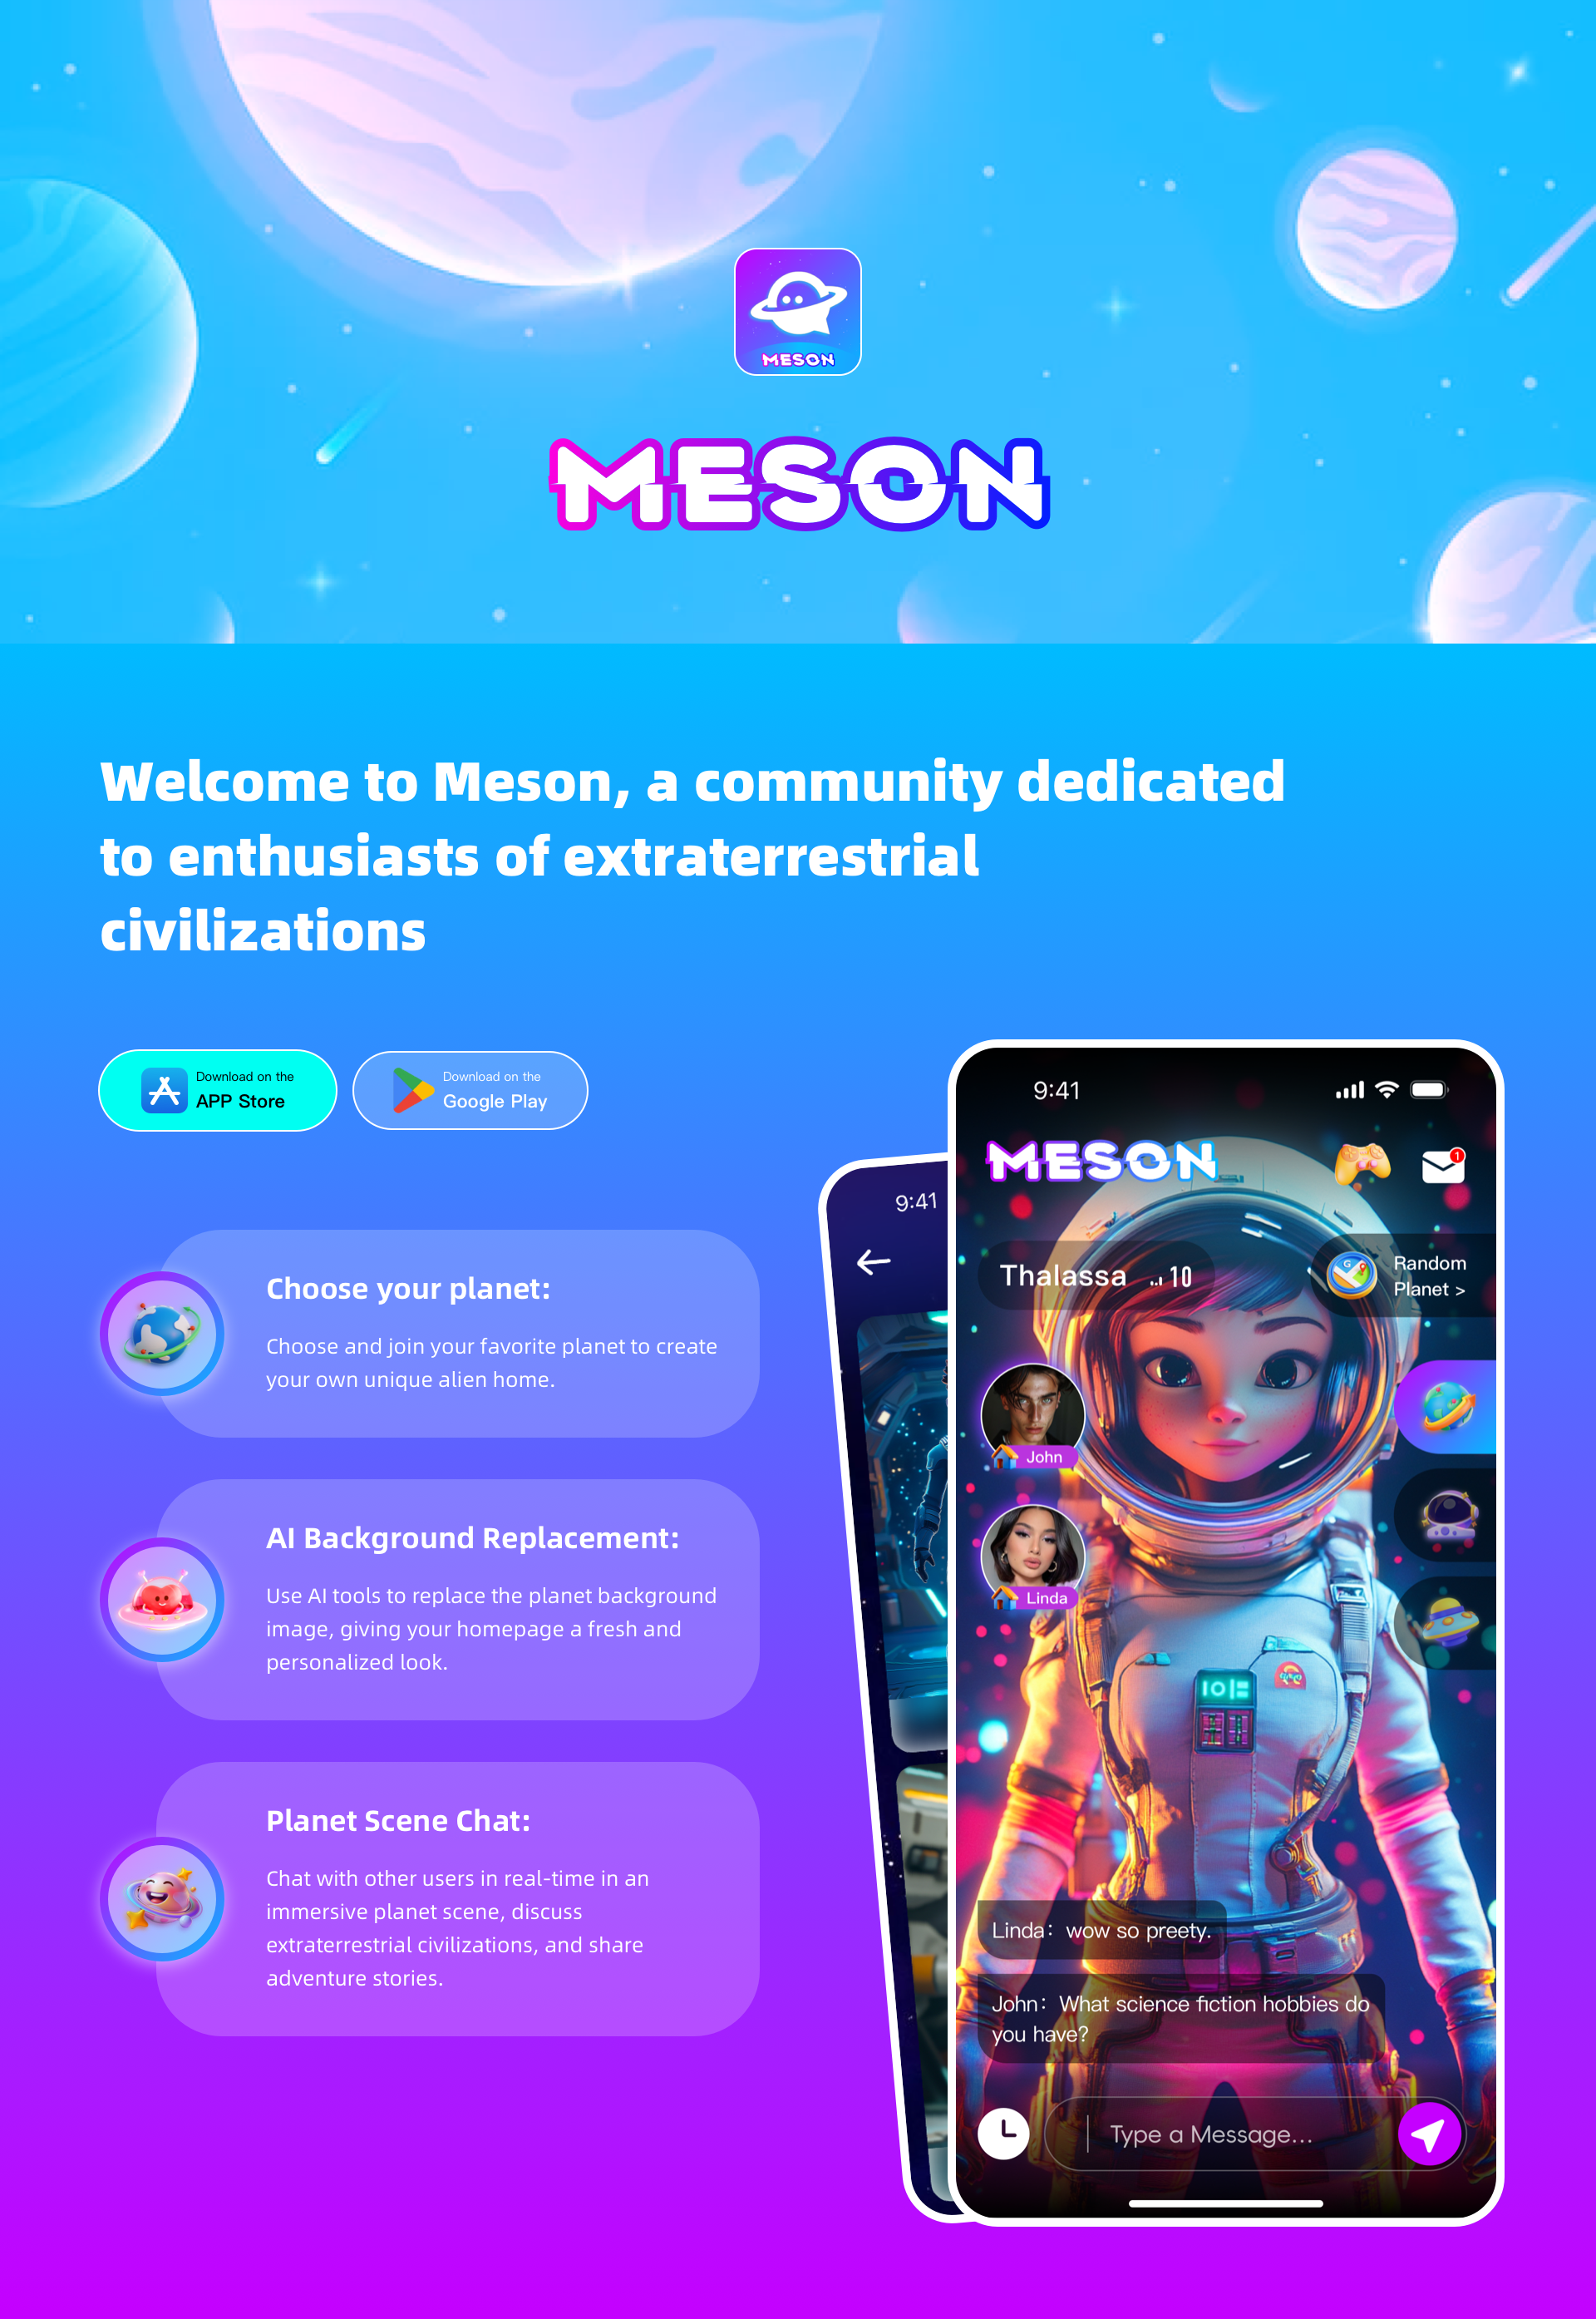 MESON
MESON
Welcome to Meson, a community dedicated
to enthusiasts of extraterrestrial
civilizations
Download on the
APP Store
Download on the
Google Play
Choose your planet:
Choose and join your favorite planet to create
your own unique alien home.
AI Background Replacement:
Use AI tools to replace the planet background
image, giving your homepage a fresh and
personalized look.
Planet Scene Chat:
Chat with other users in real-time in an
immersive planet scene, discuss
extraterrestrial civilizations, and share
adventure stories.
9:41
9:41
MESON
1
Thalassa 10
Random
Planet >
John
Linda
Linda: wow so preety.
John: What science fiction hobbies do
you have?
Type a Message...